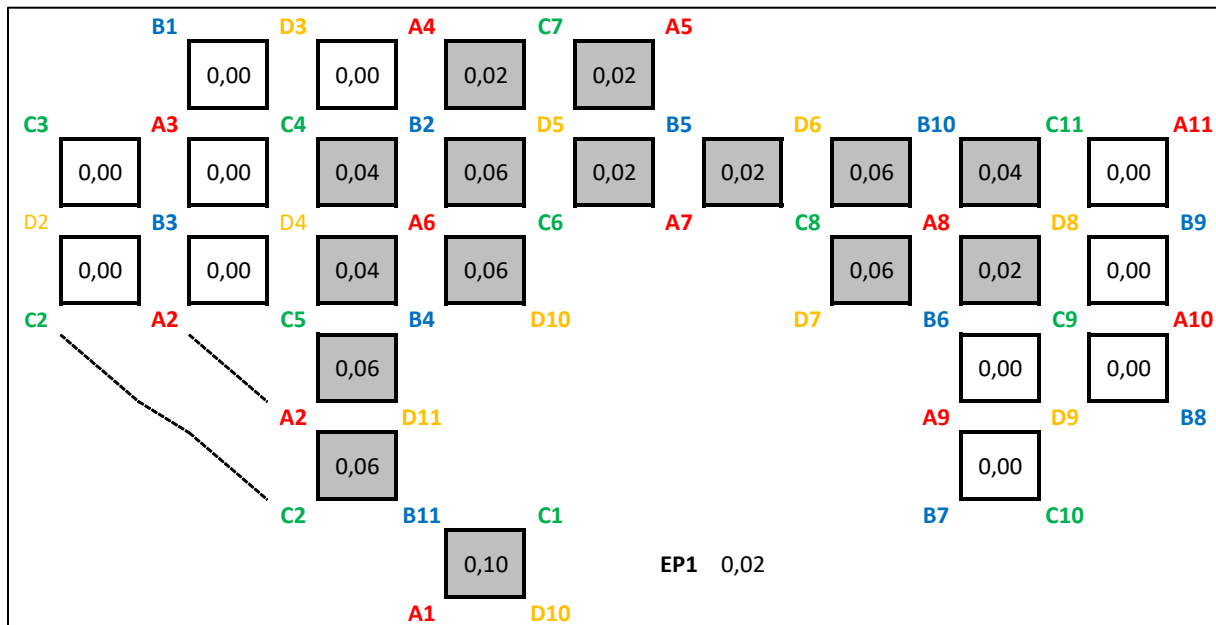 B1 D3 A4 C7 A5
0,00 0,00 0,02 0,02
C3 A3 C4 B2 D5 B5 D6 B10 C11 A11
0,00 0,00 0,04 0,06 0,02 0,02 0,06 0,04 0,00
D2 B3 D4 A6 C6 A7 C8 A8 D8 B9
0,00 0,00 0,04 0,06 0,06 0,02 0,00
C2 A2 C5 B4 D10 D7 B6 C9 A10
0,06 0,00 0,00
A2 D11 A9 D9 B8
0,06 0,00
C2 B11 C1 B7 C10
0,10 EP1 0,02
A1 D10